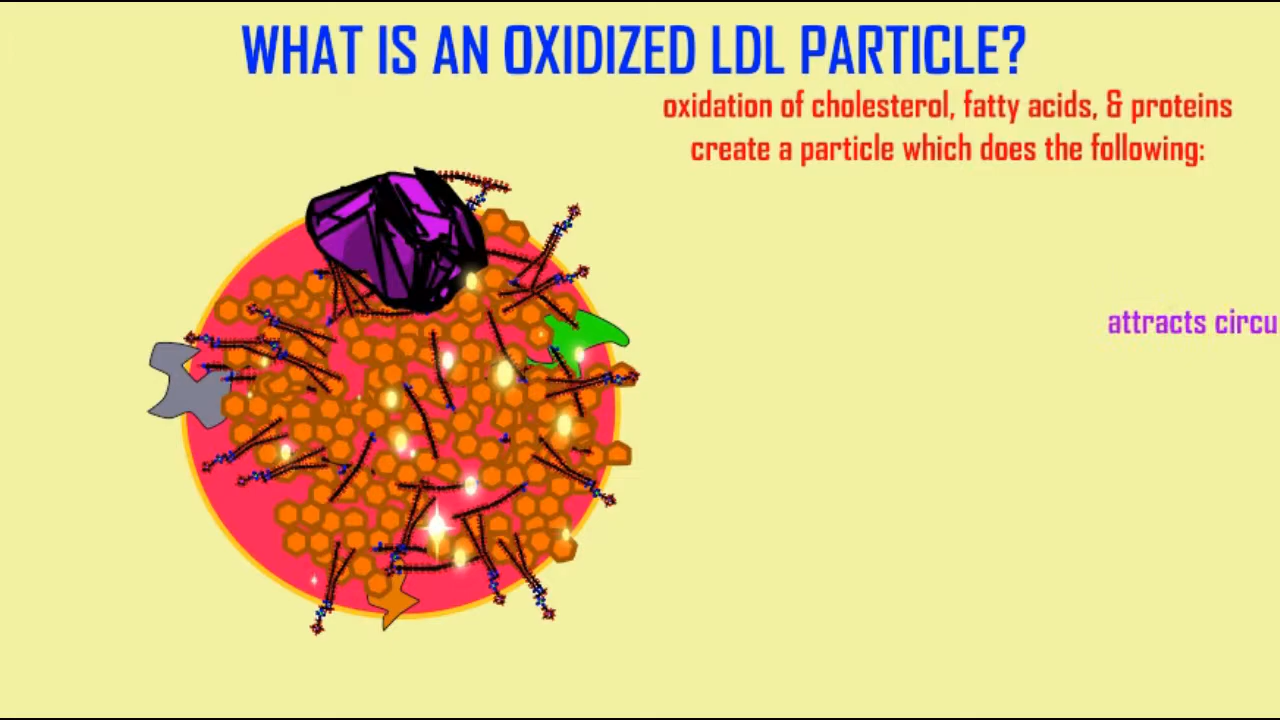 WHAT IS AN OXIDIZED LDL PARTICLE?
oxidation of cholesterol, fatty acids, & proteins
create a particle which does the following:
attracts circu